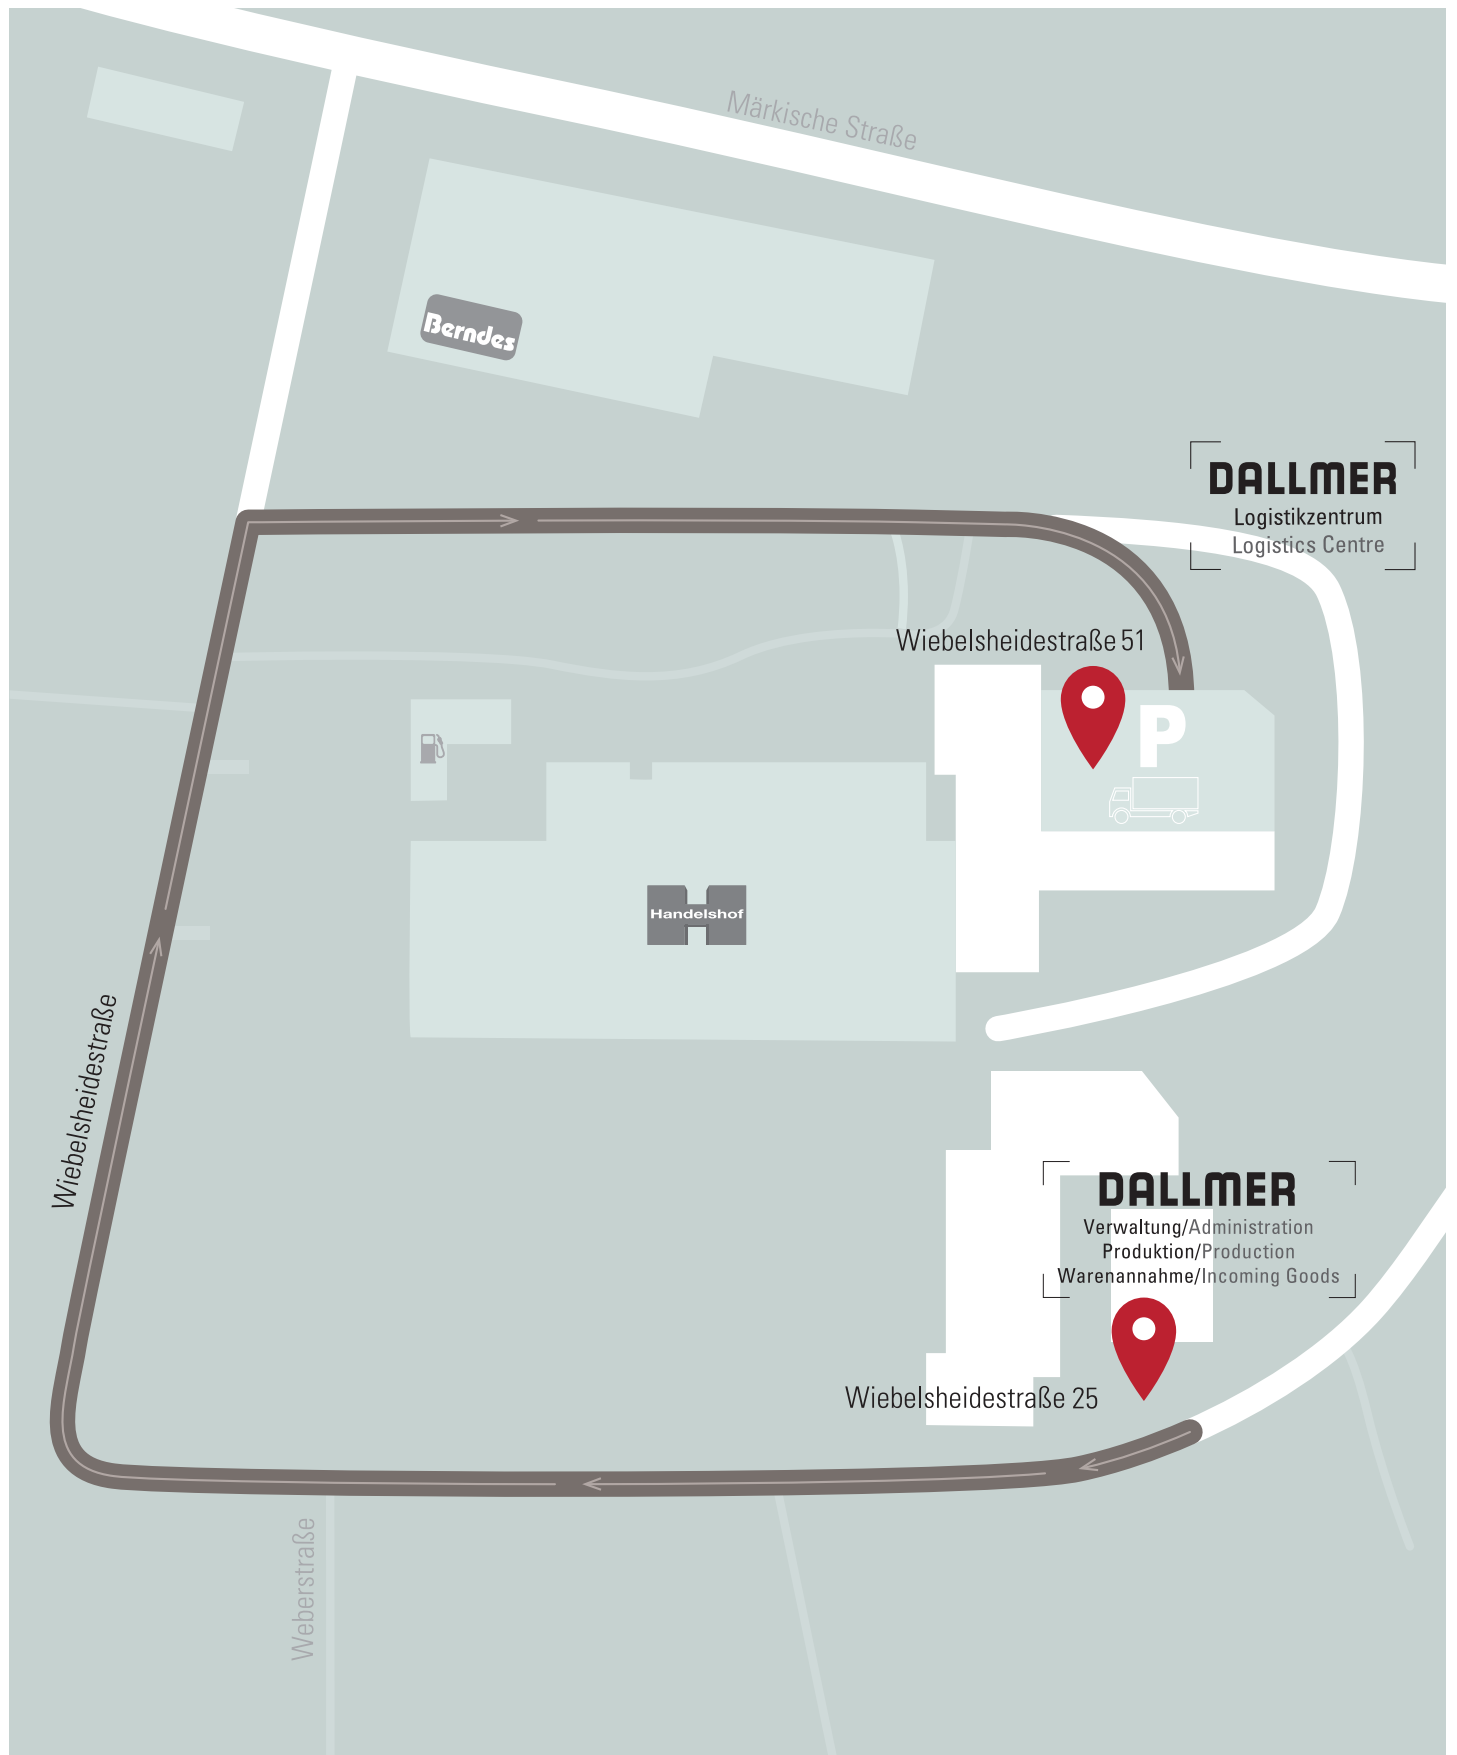 Märkische Straße
Berndes
DALLMER
Logistikzentrum
Logistics Centre
Wiebelsheidestraße 51
P
Handelshof
Wiebelsheidestraße
DALLMER
Verwaltung/Administration
Produktion/Production
Warenannahme/Incoming Goods
Wiebelsheidestraße 25
Weberstraße